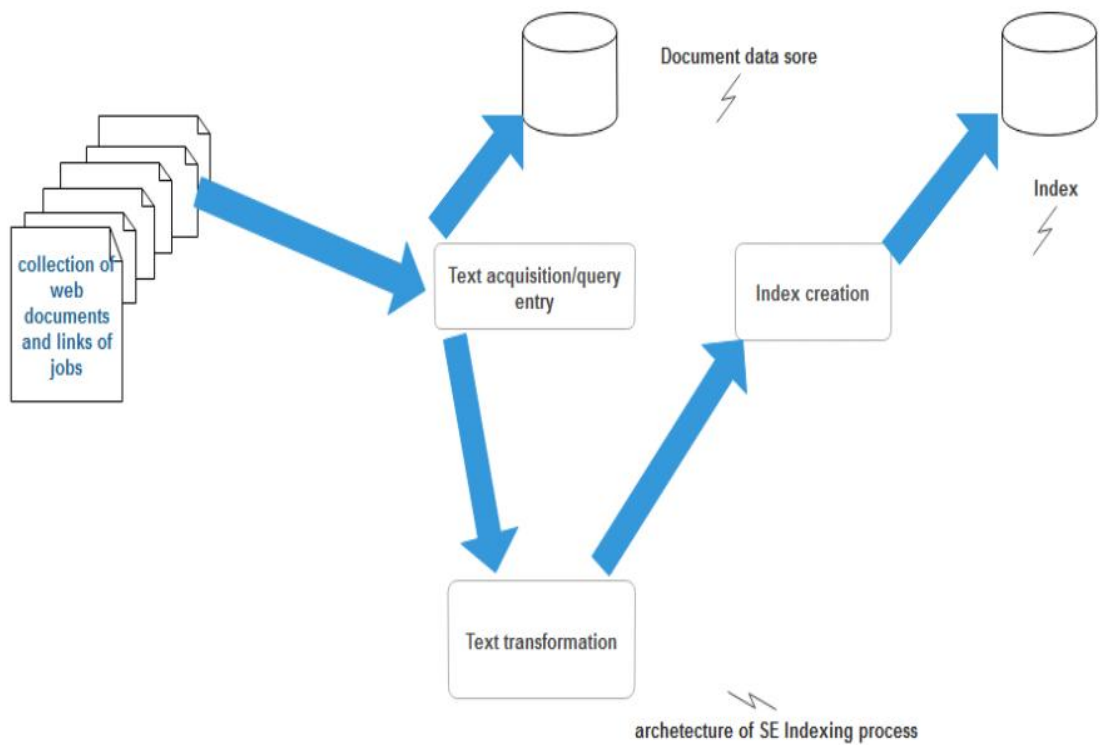 Document data sore
Index
collection of
web
documents
and links of
jobs
Text acquisition/query
entry
Index creation
Text transformation
archetecture of SE Indexing process